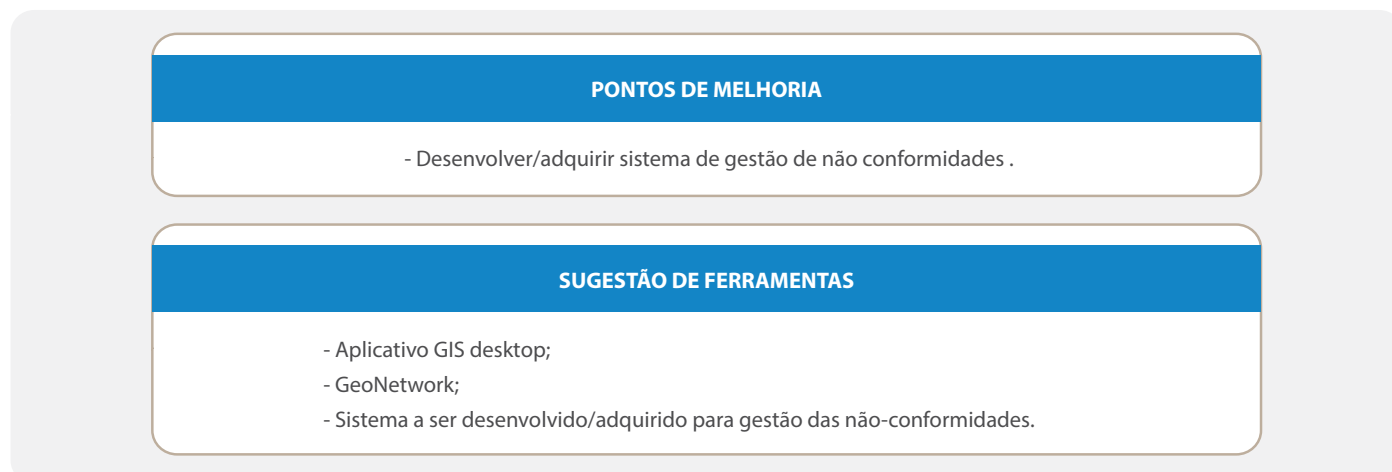 PONTOS DE MELHORIA
- Desenvolver/adquirir sistema de gestão de não conformidades .
SUGESTÃO DE FERRAMENTAS
- Aplicativo GIS desktop;
- GeoNetwork;
- Sistema a ser desenvolvido/adquirido para gestão das não-conformidades.